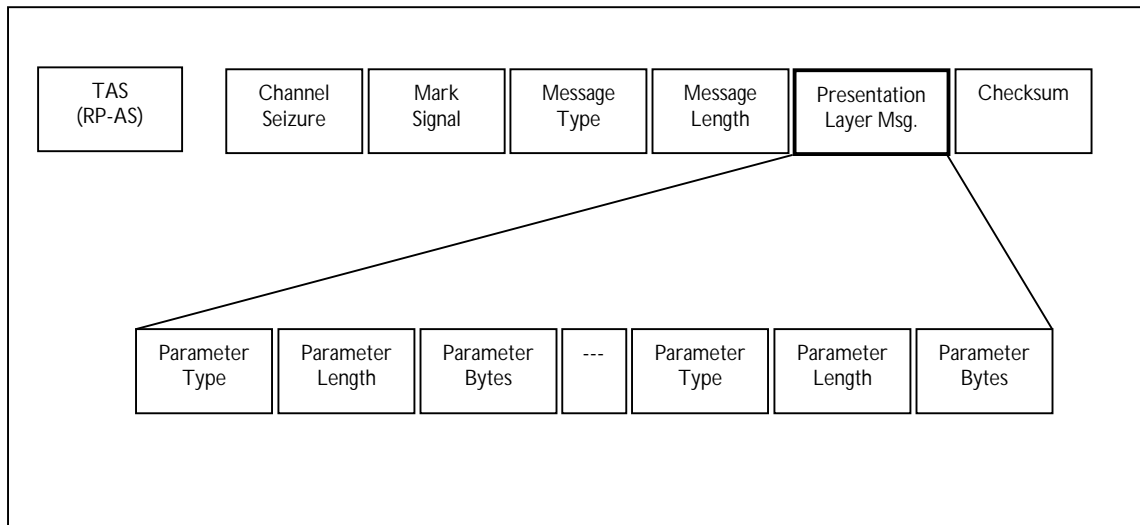 TAS
(RP-AS)
Channel
Seizure
Mark
Signal
Message
Type
Message
Length
Presentation
Layer Msg.
Checksum
Parameter
Type
Parameter
Length
Parameter
Bytes
---
Parameter
Type
Parameter
Length
Parameter
Bytes